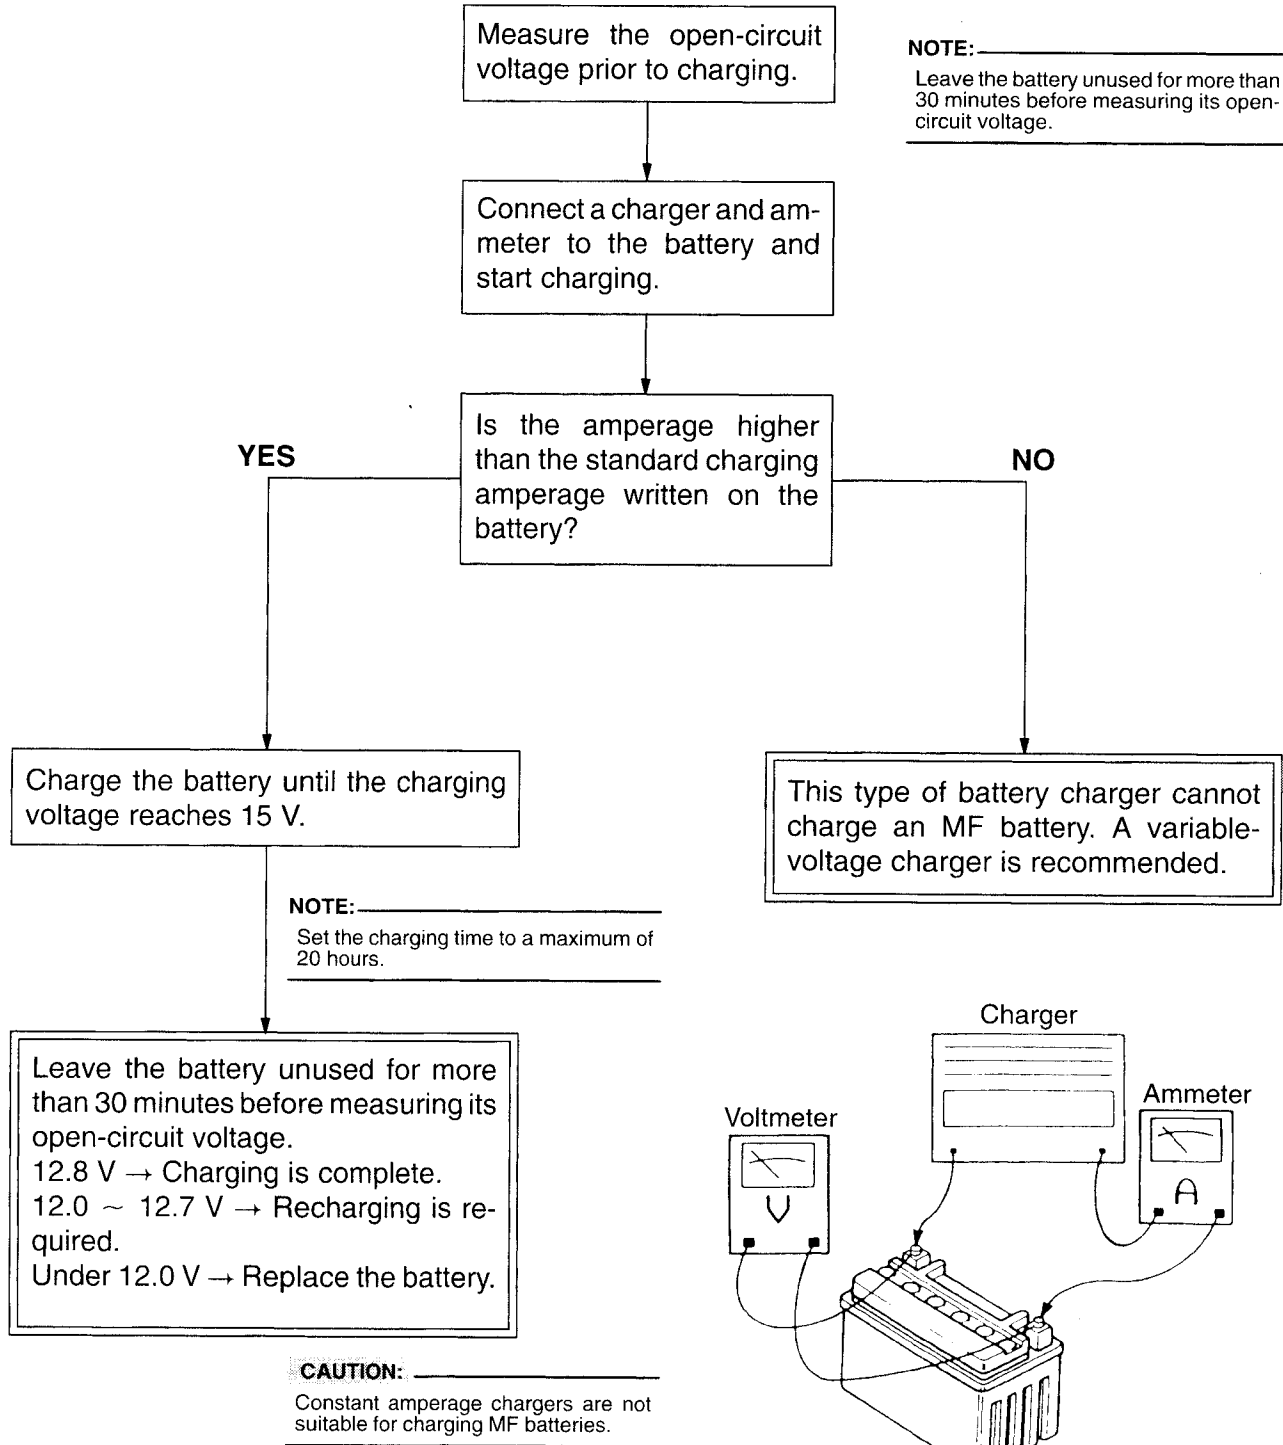 Measure the open-circuit
voltage prior to charging.
NOTE:
Leave the battery unused for more than
30 minutes before measuring its open-
circuit voltage.
Connect a charger and am-
meter to the battery and
start charging.
Is the amperage higher
than the standard charging
amperage written on the
battery?
YES
NO
Charge the battery until the charging
voltage reaches 15 V.
This type of battery charger cannot
charge an MF battery. A variable-
voltage charger is recommended.
NOTE:
Set the charging time to a maximum of
20 hours.
Leave the battery unused for more
than 30 minutes before measuring its
open-circuit voltage.
12.8 V → Charging is complete.
12.0 ~ 12.7 V → Recharging is re-
quired.
Under 12.0 V → Replace the battery.
Charger
Ammeter
Voltmeter
V
A
CAUTION:
Constant amperage chargers are not
suitable for charging MF batteries.